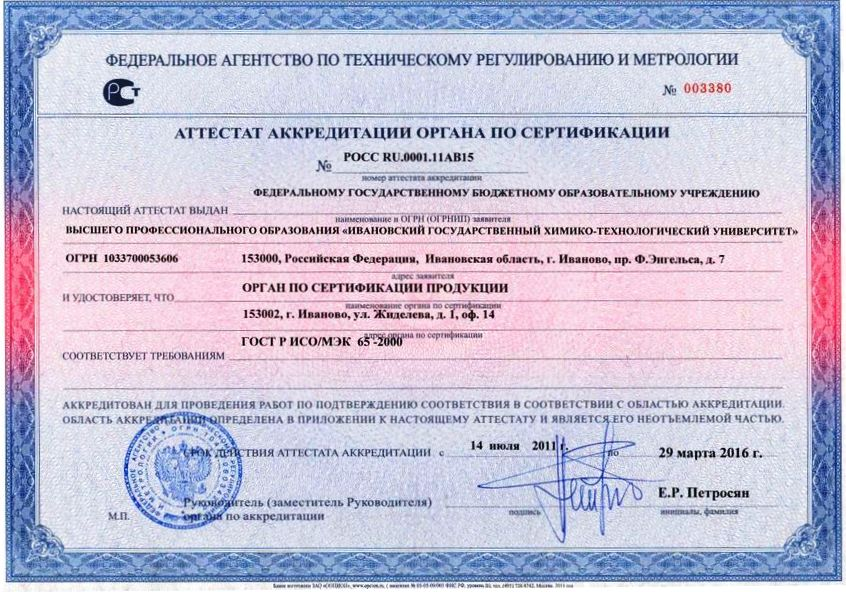 ФЕДЕРАЛЬНОЕ АГЕНТСТВО ПО ТЕХНИЧЕСКОМУ РЕГУЛИРОВАНИЮ И МЕТРОЛОГИИ
РСТ
№ 003380
АТТЕСТАТ АККРЕДИТАЦИИ ОРГАНА ПО СЕРТИФИКАЦИИ
№ РОСС RU.0001.11АВ15
номер аттестата аккредитации
ФЕДЕРАЛЬНОМУ ГОСУДАРСТВЕННОМУ БЮДЖЕТНОМУ ОБРАЗОВАТЕЛЬНОМУ УЧРЕЖДЕНИЮ
НАСТОЯЩИЙ АТТЕСТАТ ВЫДАН
наименование и ОГРН (ОГРНИП) заявителя
ВЫСШЕГО ПРОФЕССИОНАЛЬНОГО ОБРАЗОВАНИЯ «ИВАНОВСКИЙ ГОСУДАРСТВЕННЫЙ ХИМИКО-ТЕХНОЛОГИЧЕСКИЙ УНИВЕРСИТЕТ»
ОГРН 1033700053606 153000, Российская Федерация, Ивановская область, г. Иваново, пр. Ф.Энгельса, д. 7
адрес заявителя
ОРГАН ПО СЕРТИФИКАЦИИ ПРОДУКЦИИ
И УДОСТОВЕРЯЕТ, ЧТО
наименование органа по сертификации
153002, г. Иваново, ул. Жиделева, д. 1, оф. 14
адрес органа по сертификации
ГОСТ Р ИСО/МЭК 65 -2000
СООТВЕТСТВУЕТ ТРЕБОВАНИЯМ
АККРЕДИТОВАН ДЛЯ ПРОВЕДЕНИЯ РАБОТ ПО ПОДТВЕРЖДЕНИЮ СООТВЕТСТВИЯ В СООТВЕТСТВИИ С ОБЛАСТЬЮ АККРЕДИТАЦИИ.
ОБЛАСТЬ АККРЕДИТАЦИИ ОПРЕДЕЛЕНА В ПРИЛОЖЕНИИ К НАСТОЯЩЕМУ АТТЕСТАТУ И ЯВЛЯЕТСЯ ЕГО НЕОТЪЕМЛЕМОЙ ЧАСТЬЮ.
СРОК ДЕЙСТВИЯ АТТЕСТАТА АККРЕДИТАЦИИ с 14 июля 2011 г. по 29 марта 2016 г.
Руководитель (заместитель Руководителя)
органа по аккредитации
М.П.
подпись
Е.Р. Петросян
инициалы, фамилия